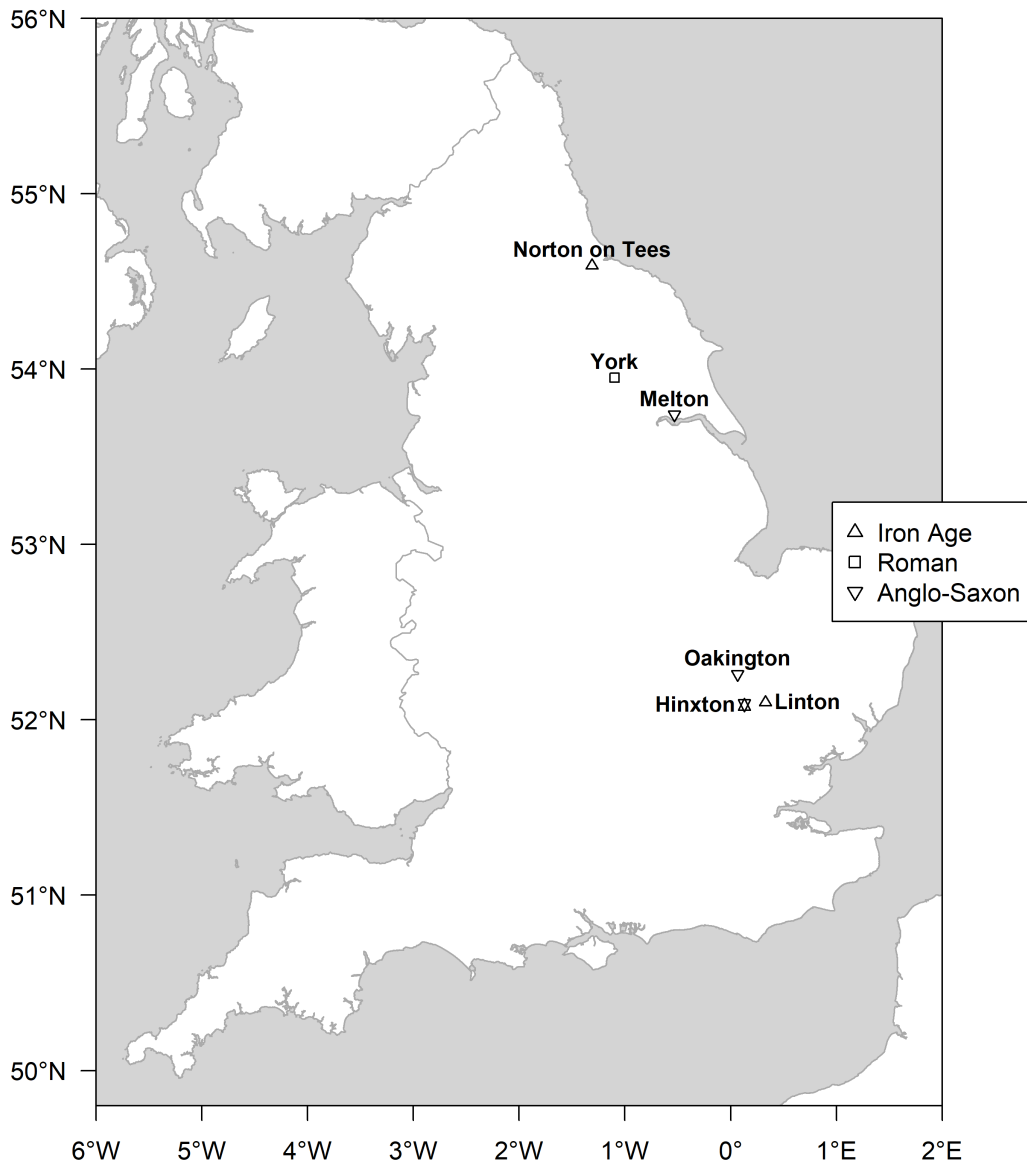 56°N
55°N
54°N
53°N
52°N
51°N
50°N
Norton on Tees
York
Melton
Iron Age
Roman
Anglo-Saxon
Oakington
Hinxton
Linton
6°W 5°W 4°W 3°W 2°W 1°W 0° 1°E 2°E